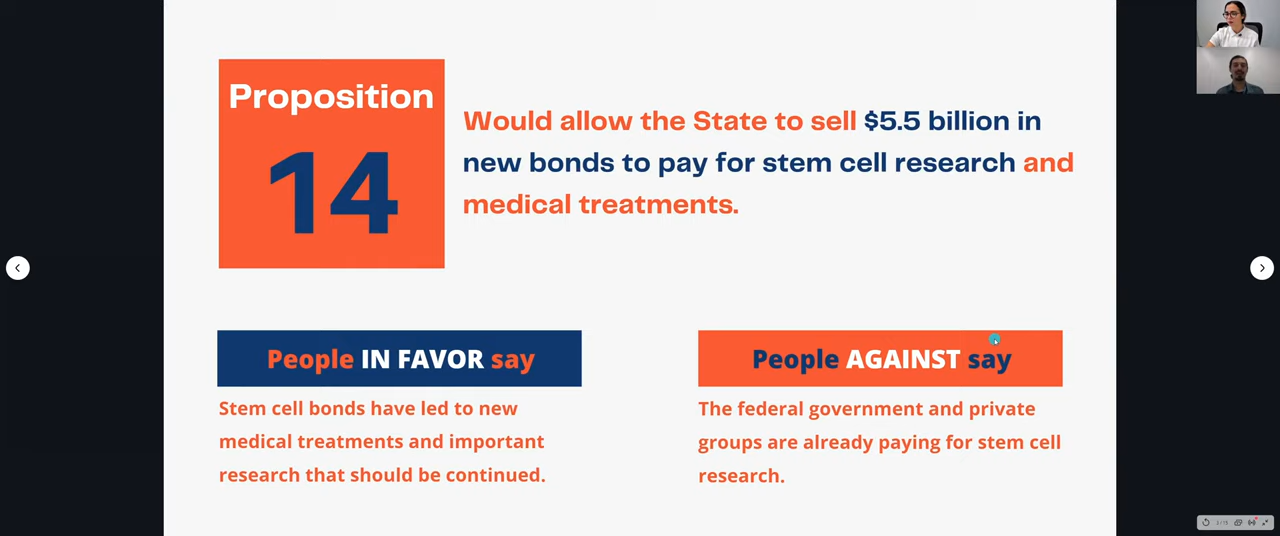 Proposition
14
Would allow the State to sell $5.5 billion in
new bonds to pay for stem cell research and
medical treatments.
People IN FAVOR say
Stem cell bonds have led to new
medical treatments and important
research that should be continued.
People AGAINST say
The federal government and private
groups are already paying for stem cell
research.